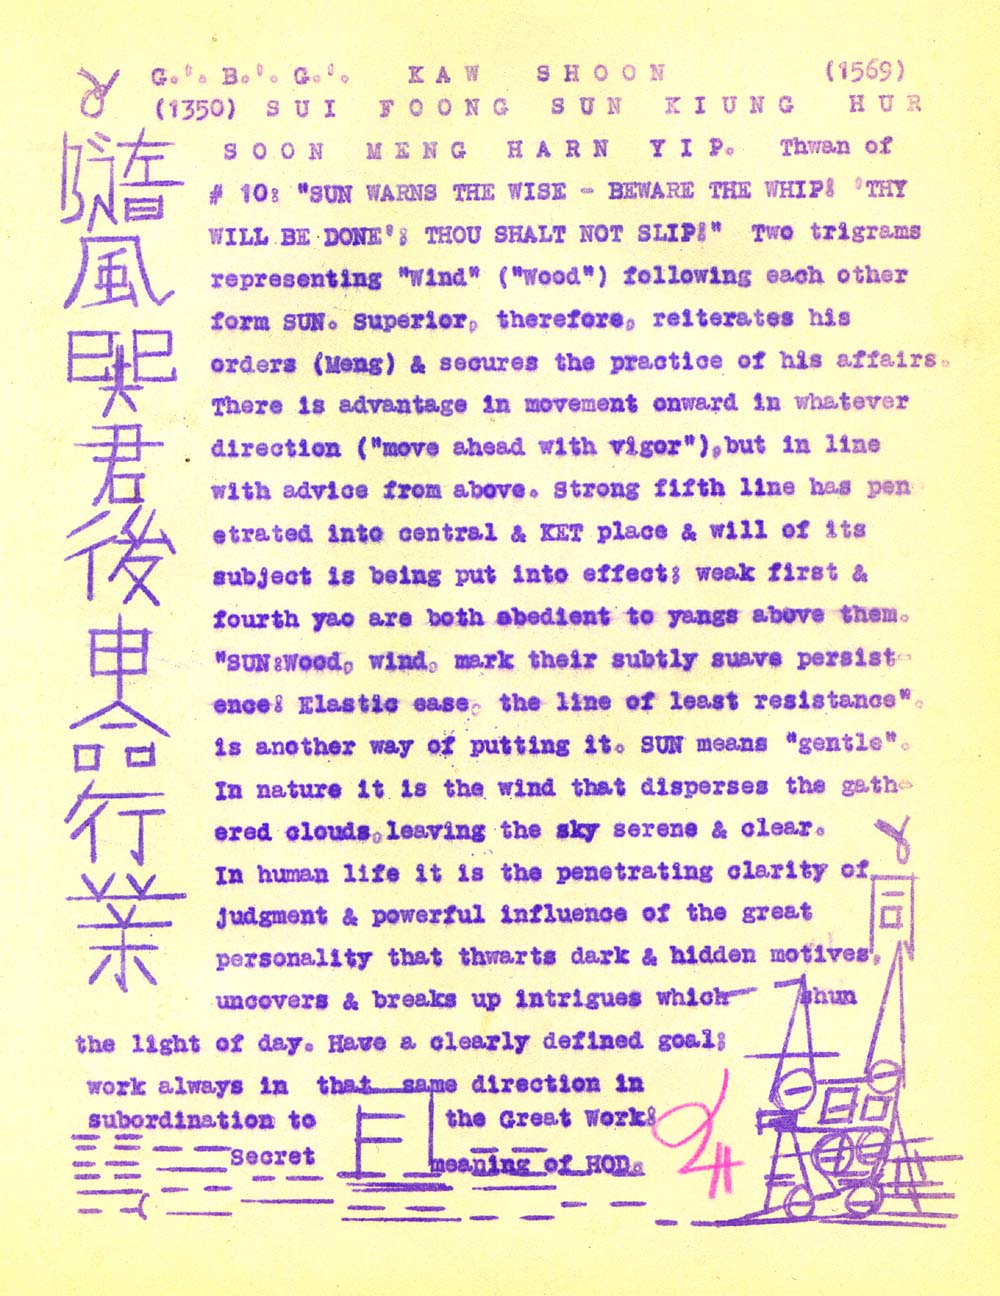 G.'. B.'. G.'. KAW SHOON (1569)
(1350) SUI FOONG SUN KIUNG HUR
SOON MENG HARN YIP. Thwan of
# 10: "SUN WARNS THE WISE - BEWARE THE WHIP! 'THY
WILL BE DONE'; THOU SHALT NOT SLIP!" Two trigrams
representing "Wind" ("Wood") following each other
form SUN. Superior, therefore, reiterates his
orders (Meng) & secures the practice of his affairs.
There is advantage in movement onward in whatever
direction ("move ahead with vigor"),but in line
with advice from above. Strong fifth line has pen
etrated into central & KET place & will of its
subject is being put into effect; weak first &
fourth yao are both obedient to yangs above them.
"SUN:Wood, wind, mark their subtly suave persist-
ence! Elastic ease, the line of least resistance".
is another way of putting it. SUN means "gentle".
In nature it is the wind that disperses the gath-
ered clouds,leaving the sky serene & clear.
In human life it is the penetrating clarity of
judgment & powerful influence of the great
personality that thwarts dark & hidden motives,
uncovers & breaks up intrigues which shun
the light of day. Have a clearly defined goal;
work always in that same direction in
subordination to the Great Work!
Secret meaning of HOD.
隨
風
巽
君
後
申
命
行
業